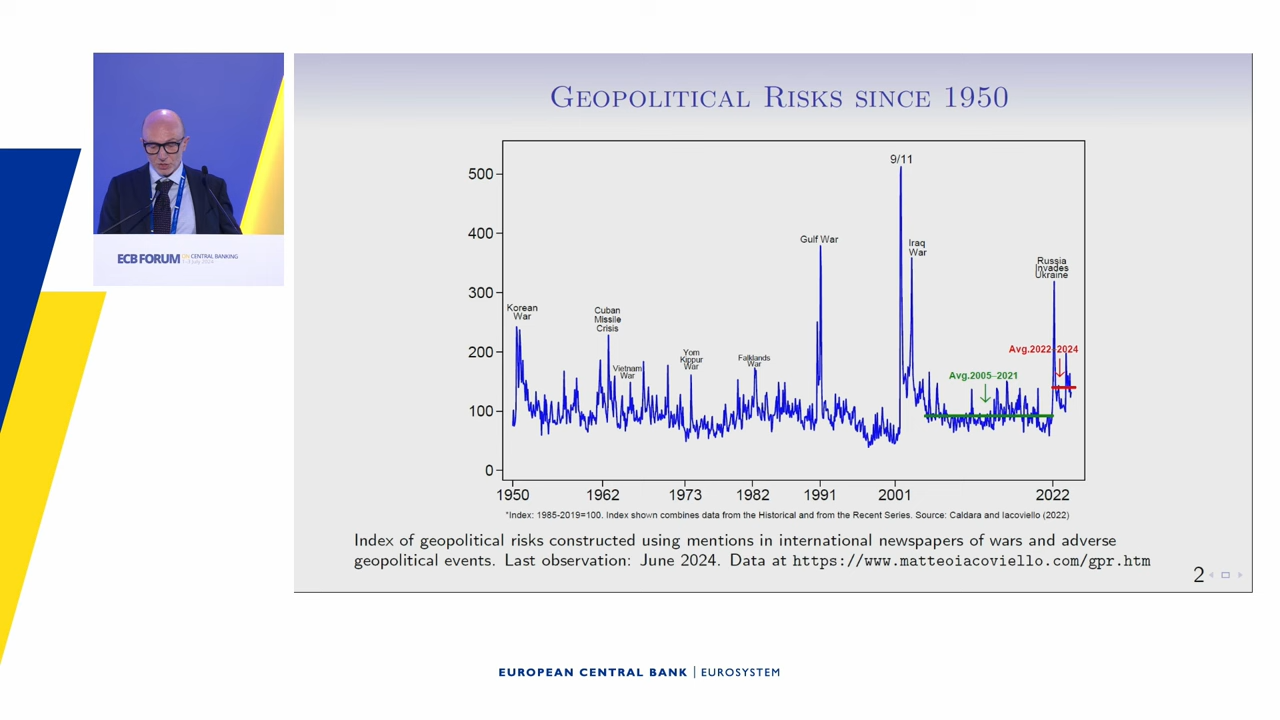 GEOPOLITICAL RISKS SINCE 1950
500
400
300
200
100
0
Korean
War
Cuban
Missile
Crisis
Vietnam
War
Yom
Kippur
War
Falklands
War
Gulf War
9/11
Iraq
War
Russia
Invades
Ukraine
Avg.2022-2024
Avg.2005-2021
1950 1962 1973 1982 1991 2001 2022
*Index: 1985-2019=100. Index shown combines data from the Historical and from the Recent Series. Source: Caldara and Iacoviello (2022)
Index of geopolitical risks constructed using mentions in international newspapers of wars and adverse
geopolitical events. Last observation: June 2024. Data at https://www.matteoiacoviello.com/gpr.htm
2
ECB FORUM ON CENTRAL BANKING
EUROPEAN CENTRAL BANK | EUROSYSTEM